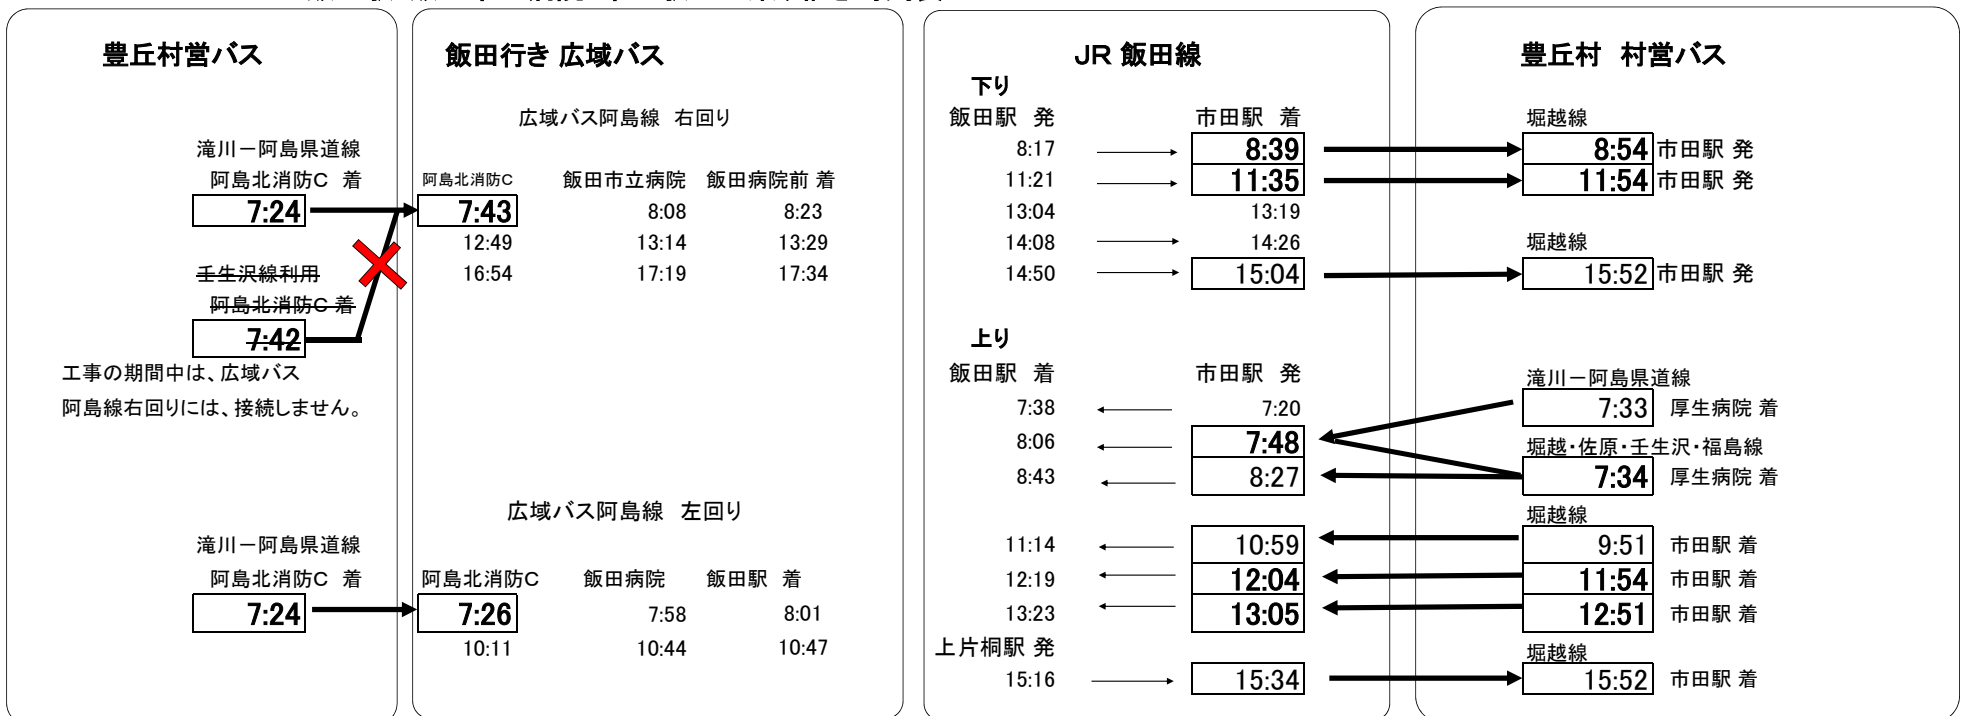 豊丘村営バス
滝川－阿島県道線
阿島北消防C 着
7:24
壬生沢線利用
阿島北消防C 着
7:42
工事の期間中は、広域バス
阿島線右回りには、接続しません。
滝川－阿島県道線
阿島北消防C 着
7:24
飯田行き 広域バス
広域バス阿島線 右回り
阿島北消防C 飯田市立病院 飯田病院前 着
7:43 8:08 8:23
12:49 13:14 13:29
16:54 17:19 17:34
広域バス阿島線 左回り
阿島北消防C 飯田病院 飯田駅 着
7:26 7:58 8:01
10:11 10:44 10:47
JR 飯田線
下り
飯田駅 発 市田駅 着
8:17 8:39
11:21 11:35
13:04 13:19
14:08 14:26
14:50 15:04
上り
飯田駅 着 市田駅 発
7:38 7:20
8:06 7:48
8:43 8:27
11:14 10:59
12:19 12:04
13:23 13:05
上片桐駅 発
15:16 15:34
豊丘村 村営バス
堀越線
8:54 市田駅 発
11:54 市田駅 発
堀越線
15:52 市田駅 発
滝川－阿島県道線
7:33 厚生病院 着
堀越・佐原・壬生沢・福島線
7:34 厚生病院 着
堀越線
9:51 市田駅 着
11:54 市田駅 着
12:51 市田駅 着
堀越線
15:52 市田駅 着